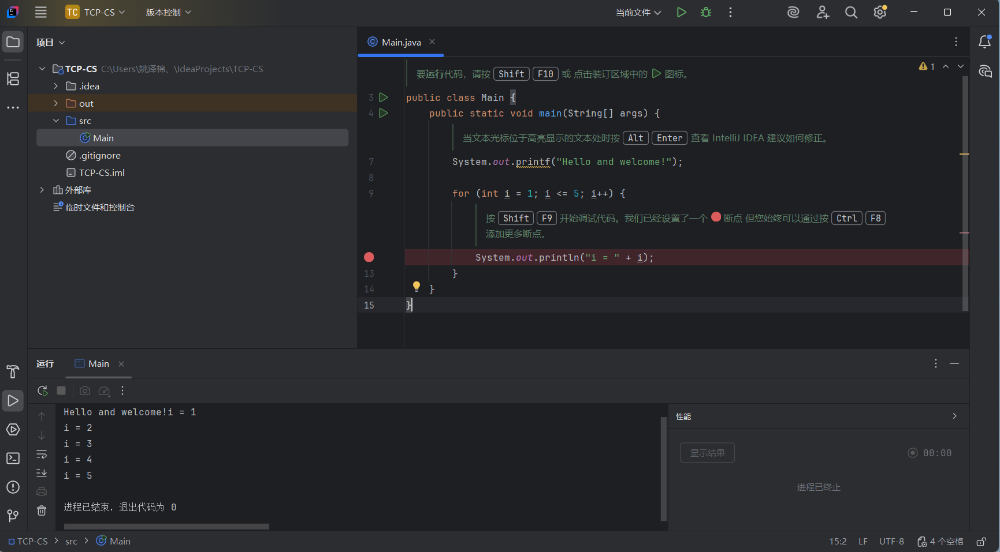 TC TCP-CS 版本控制 当前文件
项目
TCP-CS C:\Users\姚泽棉、\IdeaProjects\TCP-CS
.idea
out
src
Main
.gitignore
TCP-CS.iml
外部库
临时文件和控制台
Main.java
1
要运行代码，请按 Shift F10 或 点击装订区域中的 图标。
3 public class Main {
4 public static void main(String[] args) {
当文本光标位于高亮显示的文本处时按 Alt Enter 查看 IntelliJ IDEA 建议如何修正。
7 System.out.printf("Hello and welcome!");
8
9 for (int i = 1; i <= 5; i++) {
按 Shift F9 开始调试代码。我们已经设置了一个 断点 但您始终可以通过按 Ctrl F8
添加更多断点。
System.out.println("i = " + i);
13 }
14 }
15 }
运行 Main
Hello and welcome!i = 1
i = 2
i = 3
i = 4
i = 5
进程已结束，退出代码为 0
性能
显示结果 00:00
进程已终止
TCP-CS src Main 15:2 LF UTF-8 4 个空格